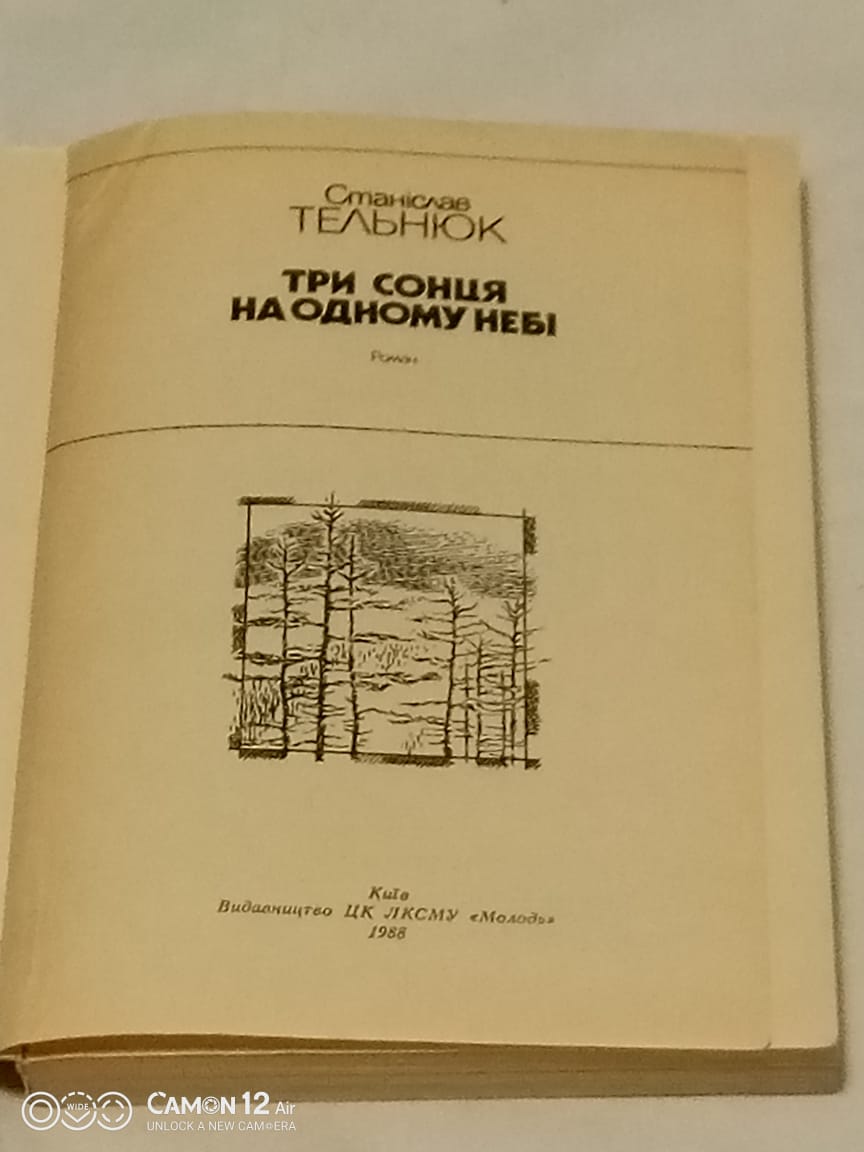 Станіслав
ТЕЛЬНЮК
ТРИ СОНЦЯ
НА ОДНОМУ НЕБІ
Роман
Київ
Видавництво ЦК ЛКСМУ «Молодь»
1988
WIDE
CAMON 12 Air
UNLOCK A NEW CAMERA